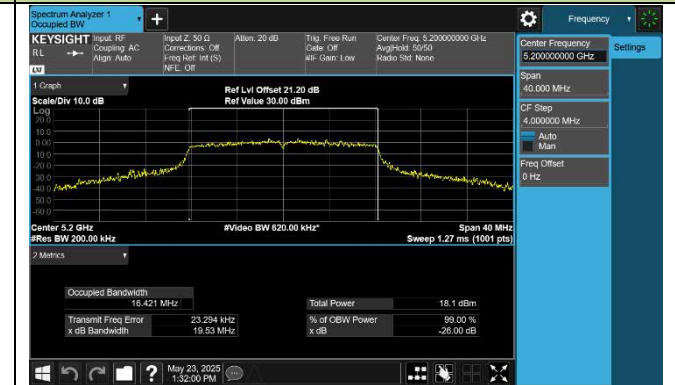 Spectrum Analyzer 1
Occupied BW
Frequency
KEYSIGHT
RL
LXI
Input: RF
Coupling: AC
Align: Auto
Input Z: 50 Ω
Corrections: Off
Freq Ref: Int (S)
NFE: Off
Atten: 20 dB
Trig: Free Run
Gate: Off
#IF Gain: Low
Center Freq: 5.200000000 GHz
Avg|Hold: 50/50
Radio Std: None
Center Frequency
5.200000000 GHz
Settings
Span
40.000 MHz
CF Step
4.000000 MHz
Auto
Man
Freq Offset
0 Hz
1 Graph
Scale/Div 10.0 dB
Ref Lvl Offset 21.20 dB
Ref Value 30.00 dBm
Log
20.0
10.0
0.00
-10.0
-20.0
-30.0
-40.0
-50.0
-60.0
Center 5.2 GHz
#Video BW 620.00 kHz*
Span 40 MHz
#Res BW 200.00 kHz
Sweep 1.27 ms (1001 pts)
2 Metrics
Occupied Bandwidth
16.421 MHz
Total Power 18.1 dBm
Transmit Freq Error 23.294 kHz
% of OBW Power 99.00 %
x dB Bandwidth 19.53 MHz
x dB -26.00 dB
May 23, 2025
1:32:00 PM